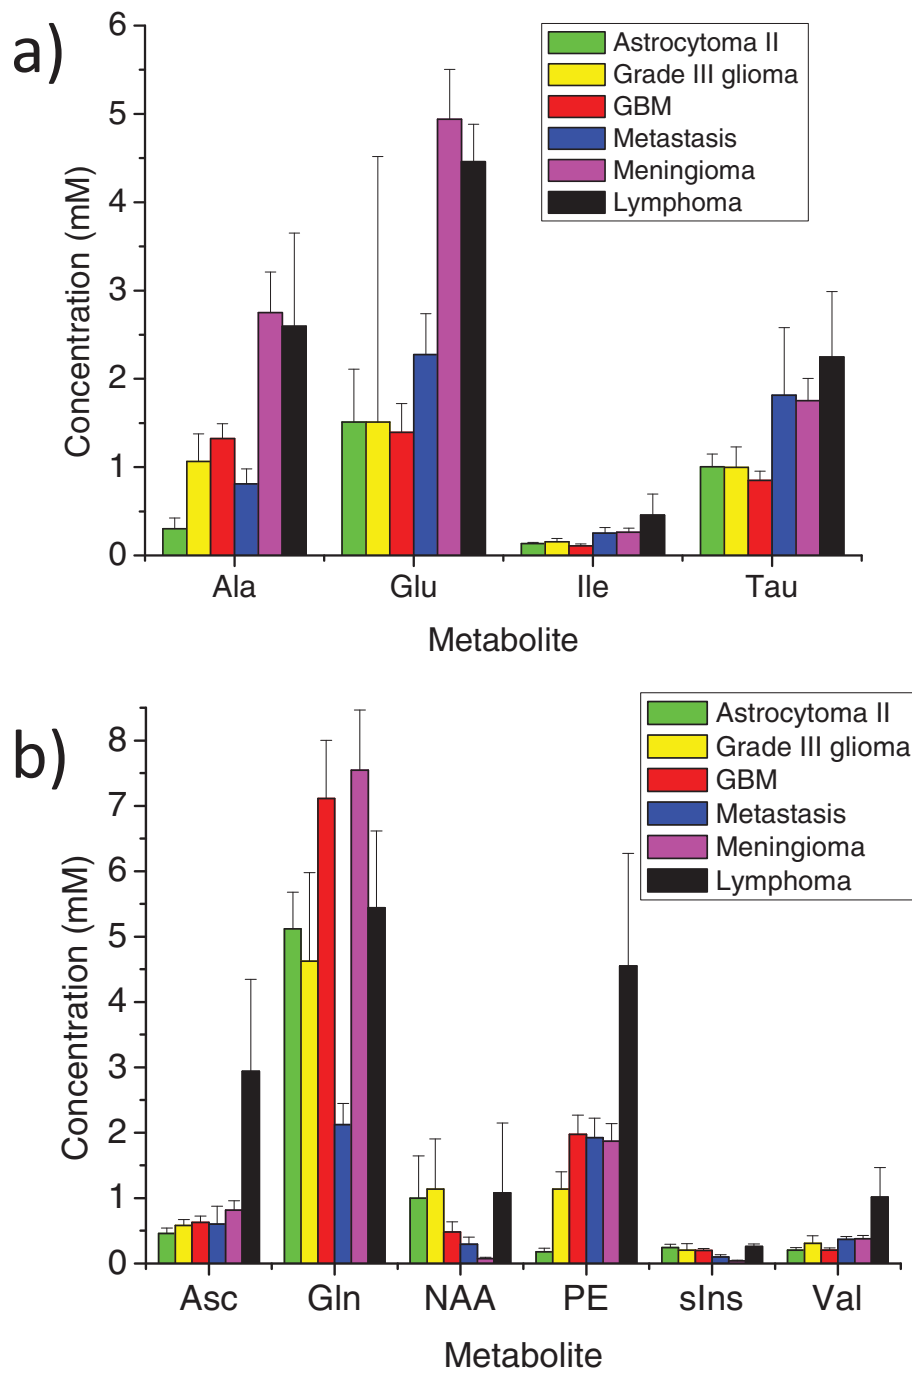 a)
6
5
4
3
2
1
0
Concentration (mM)
Astrocytoma II
Grade III glioma
GBM
Metastasis
Meningioma
Lymphoma
Ala Glu Ile Tau
Metabolite
b)
8
7
6
5
4
3
2
1
0
Concentration (mM)
Astrocytoma II
Grade III glioma
GBM
Metastasis
Meningioma
Lymphoma
Asc Gln NAA PE sIns Val
Metabolite